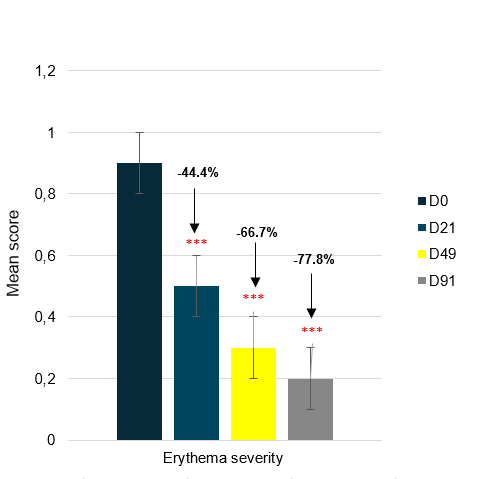 Mean score
1,2
1
0,8
0,6
0,4
0,2
0
-44.4%
***
-66.7%
***
-77.8%
***
Erythema severity
D0
D21
D49
D91